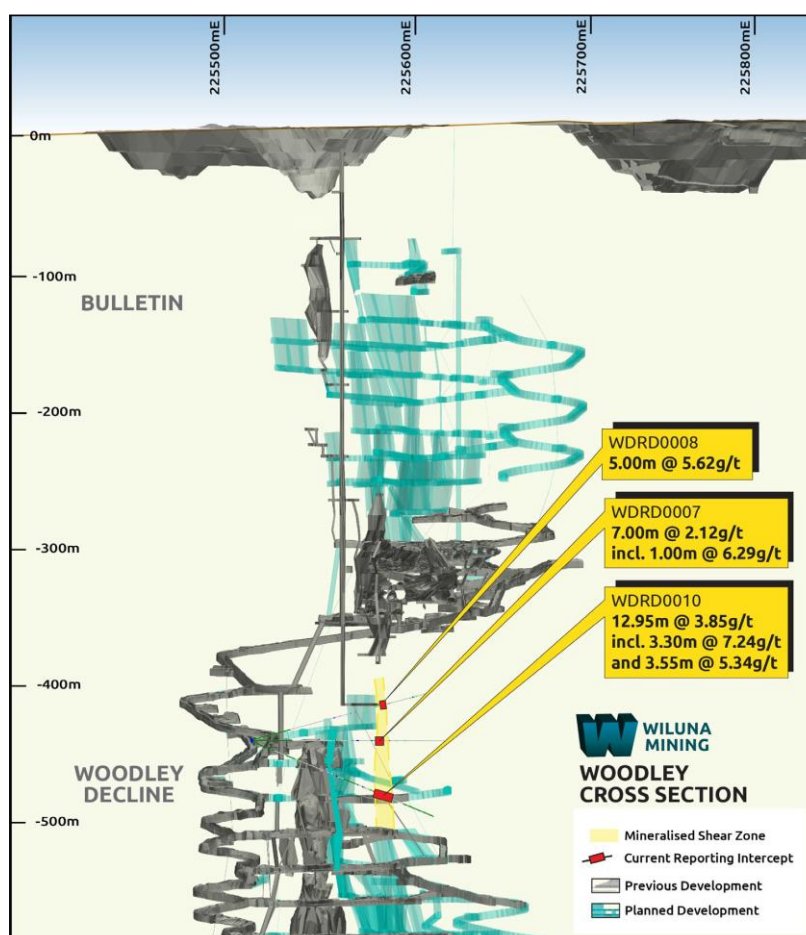 225500mE
225600mE
225700mE
225800mE
0m
-100m
BULLETIN
-200m
WDRD0008
5.00m @ 5.62g/t
WDRD0007
7.00m @ 2.12g/t
incl. 1.00m @ 6.29g/t
-300m
WDRD0010
12.95m @ 3.85g/t
incl. 3.30m @ 7.24g/t
and 3.55m @ 5.34g/t
-400m
WILUNA
MINING
WOODLEY
DECLINE
WOODLEY
CROSS SECTION
-500m
Mineralised Shear Zone
Current Reporting Intercept
Previous Development
Planned Development